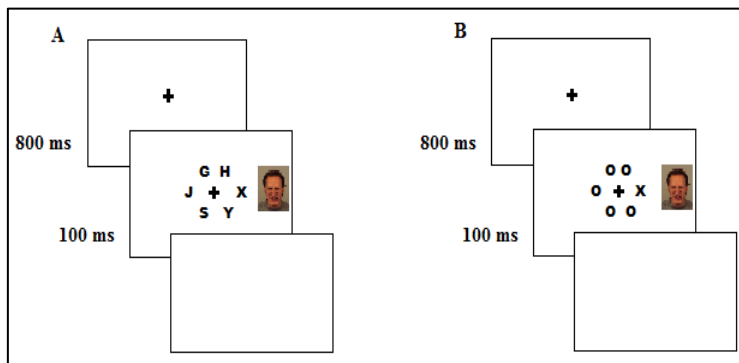 A
800 ms
G H
J X
S Y
100 ms
B
800 ms
O O
O X
O O
100 ms